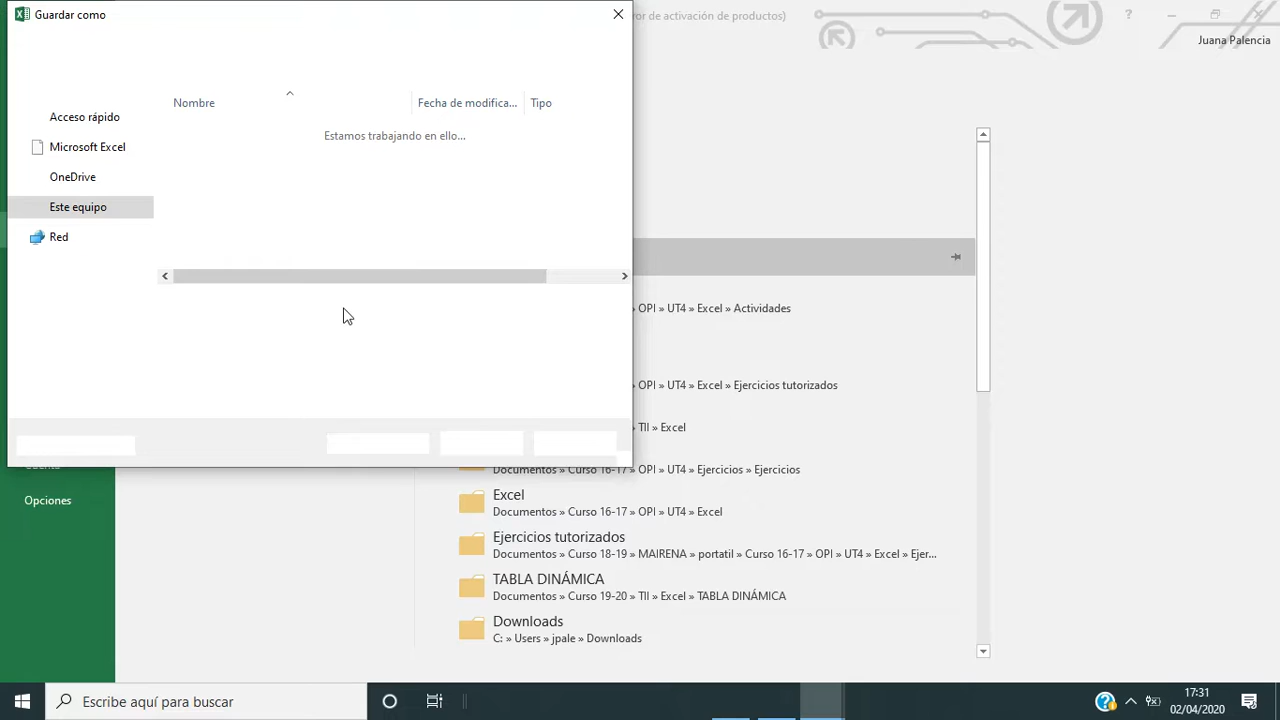 Guardar como
ror de activación de productos)
?
Juana Palencia
Nombre
Fecha de modifica...
Tipo
Estamos trabajando en ello...
Acceso rápido
Microsoft Excel
OneDrive
Este equipo
Red
» OPI » UT4 » Excel » Actividades
» OPI » UT4 » Excel » Ejercicios tutorizados
» TII » Excel
Documentos » Curso 16-17 » OPI » UT4 » Ejercicios » Ejercicios
Opciones
Excel
Documentos » Curso 16-17 » OPI » UT4 » Excel
Ejercicios tutorizados
Documentos » Curso 18-19 » MAIRENA » portatil » Curso 16-17 » OPI » UT4 » Excel » Ejer...
TABLA DINÁMICA
Documentos » Curso 19-20 » TII » Excel » TABLA DINÁMICA
Downloads
C: » Users » jpale » Downloads
Escribe aquí para buscar
17:31
02/04/2020